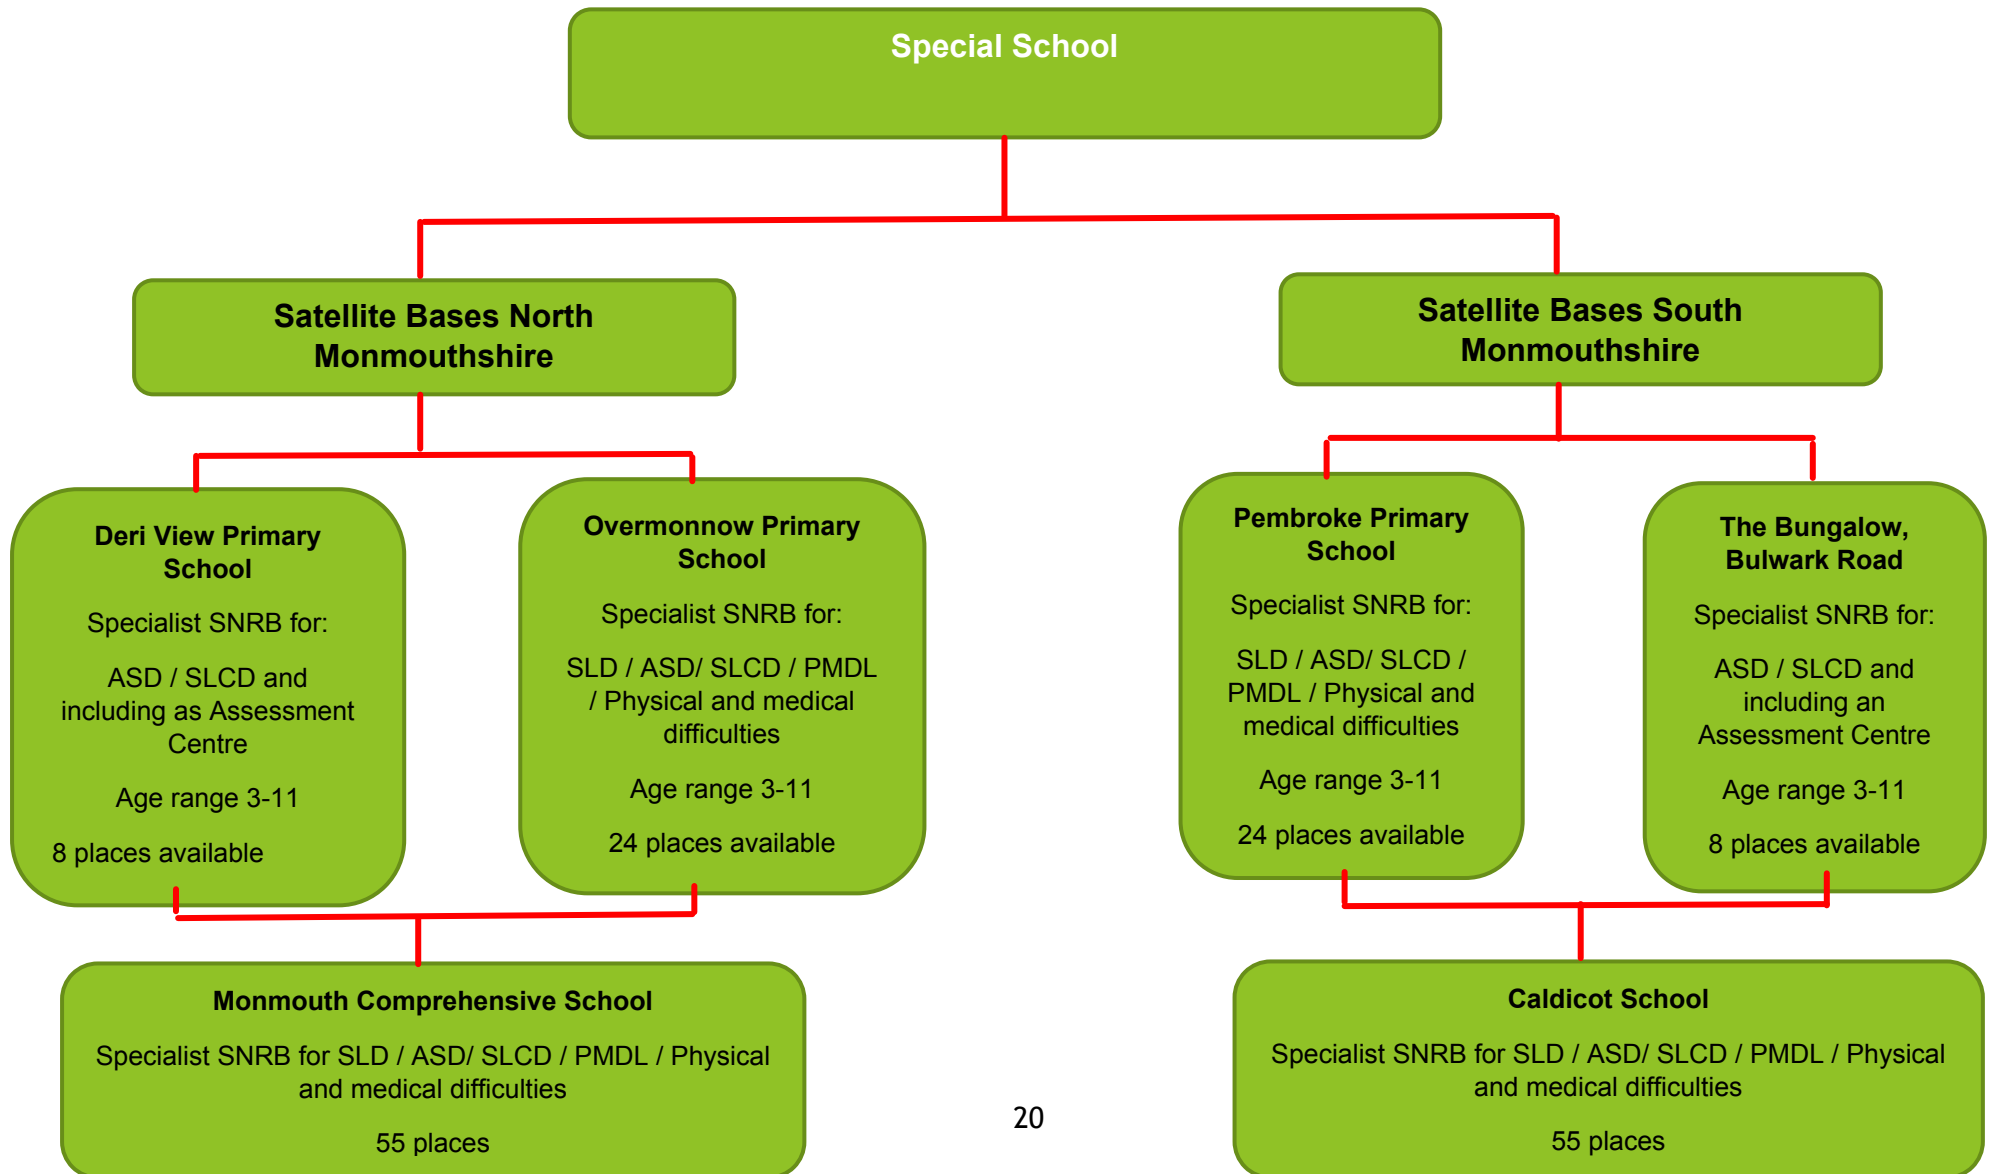 Special School
Satellite Bases North
Monmouthshire
Satellite Bases South
Monmouthshire
Deri View Primary
School
Specialist SNRB for:
ASD / SLCD and
including as Assessment
Centre
Age range 3-11
8 places available
Overmonnow Primary
School
Specialist SNRB for:
SLD / ASD/ SLCD / PMDL
/ Physical and medical
difficulties
Age range 3-11
24 places available
Pembroke Primary
School
Specialist SNRB for:
SLD / ASD/ SLCD /
PMDL / Physical and
medical difficulties
Age range 3-11
24 places available
The Bungalow,
Bulwark Road
Specialist SNRB for:
ASD / SLCD and
including an
Assessment Centre
Age range 3-11
8 places available
Monmouth Comprehensive School
Specialist SNRB for SLD / ASD/ SLCD / PMDL / Physical
and medical difficulties
55 places
Caldicot School
Specialist SNRB for SLD / ASD/ SLCD / PMDL / Physical
and medical difficulties
55 places
20